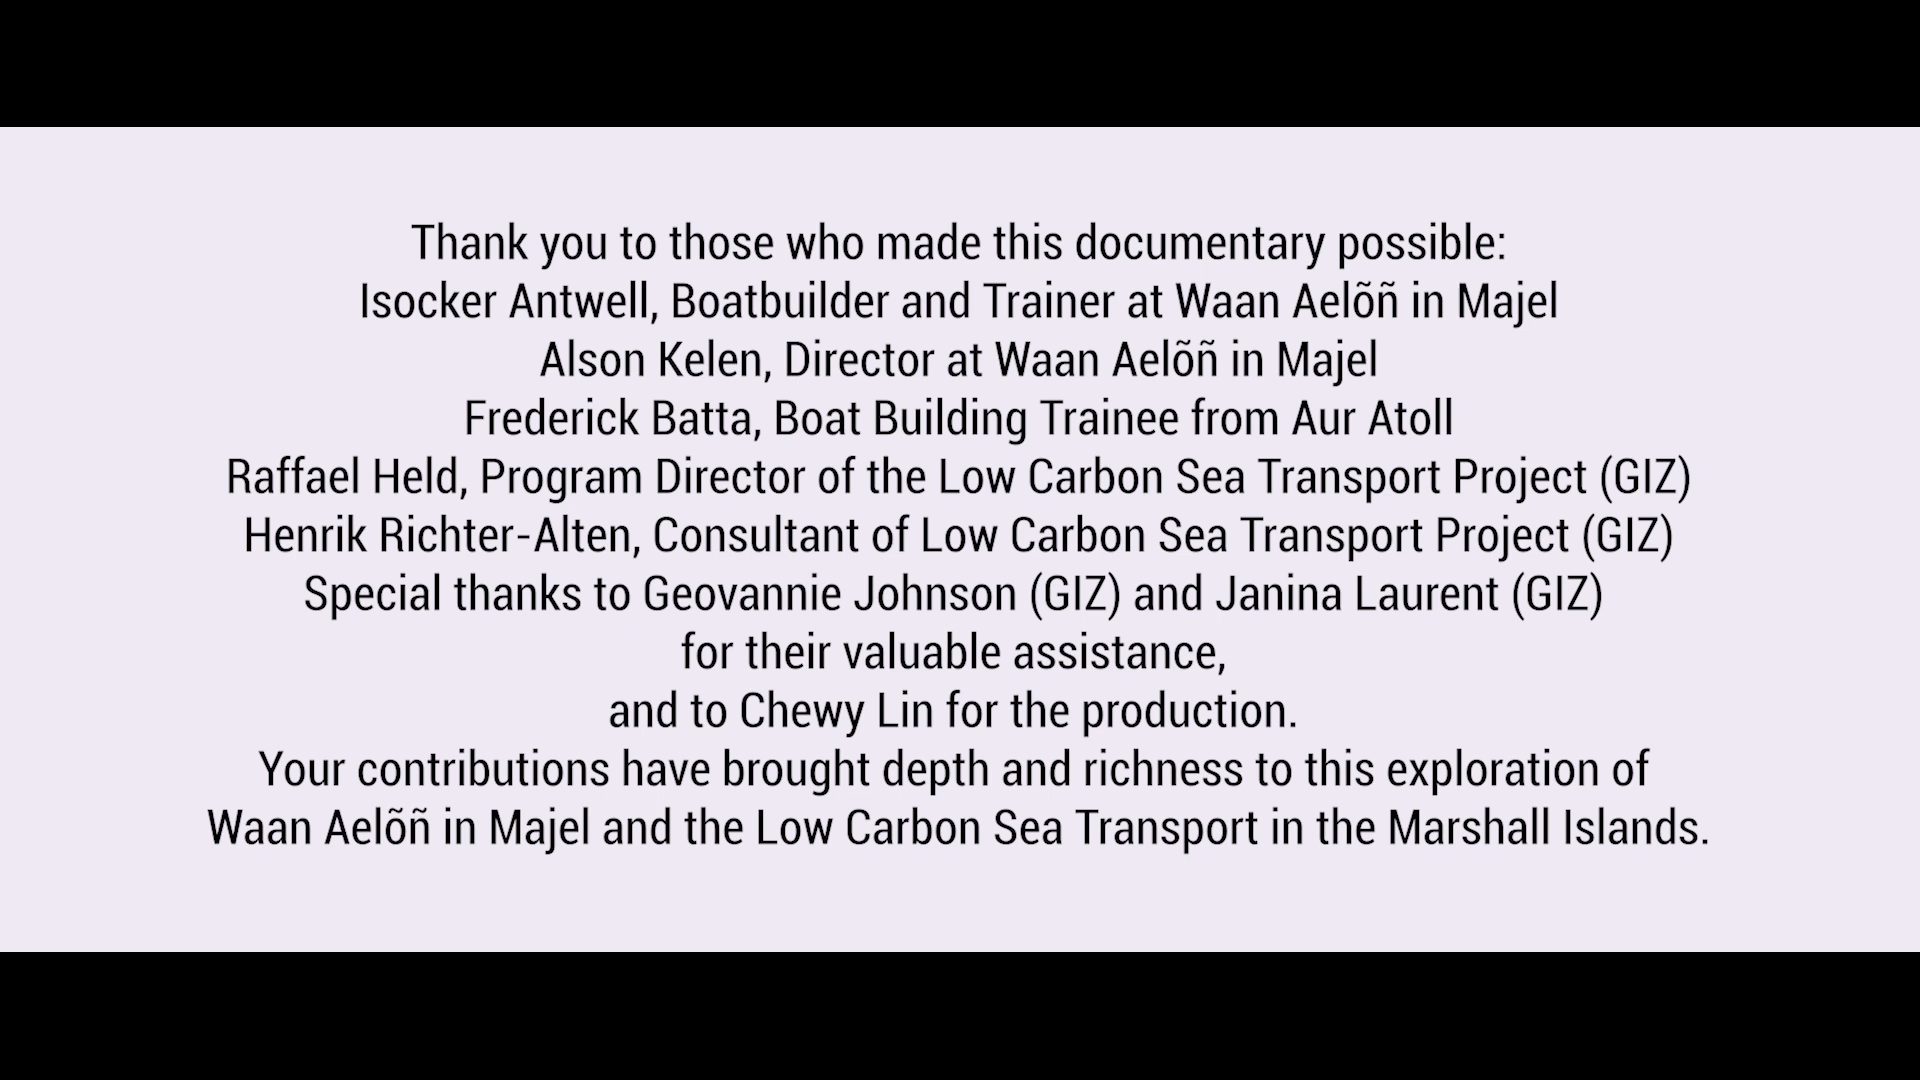 Thank you to those who made this documentary possible:
Isocker Antwell, Boatbuilder and Trainer at Waan Aelõñ in Majel
Alson Kelen, Director at Waan Aelõñ in Majel
Frederick Batta, Boat Building Trainee from Aur Atoll
Raffael Held, Program Director of the Low Carbon Sea Transport Project (GIZ)
Henrik Richter-Alten, Consultant of Low Carbon Sea Transport Project (GIZ)
Special thanks to Geovannie Johnson (GIZ) and Janina Laurent (GIZ)
for their valuable assistance,
and to Chewy Lin for the production.
Your contributions have brought depth and richness to this exploration of
Waan Aelõñ in Majel and the Low Carbon Sea Transport in the Marshall Islands.